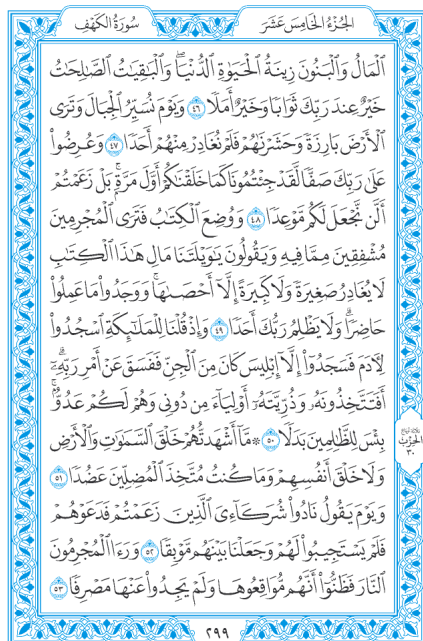 الجُزْءُ الخَامِسَ عَشَرَ
سُورَةُ الكَهْفِ
ٱلْمَالُ وَٱلْبَنُونَ زِينَةُ ٱلْحَيَوٰةِ ٱلدُّنْيَاۖ وَٱلْبَٰقِيَٰتُ ٱلصَّٰلِحَٰتُ
خَيْرٌ عِندَ رَبِّكَ ثَوَابًا وَخَيْرٌ أَمَلًا ٤٦ وَيَوْمَ نُسَيِّرُ ٱلْجِبَالَ وَتَرَى
ٱلْأَرْضَ بَارِزَةً وَحَشَرْنَٰهُمْ فَلَمْ نُغَادِرْ مِنْهُمْ أَحَدًا ٤٧ وَعُرِضُوا۟
عَلَىٰ رَبِّكَ صَفًّا لَّقَدْ جِئْتُمُونَا كَمَا خَلَقْنَٰكُمْ أَوَّلَ مَرَّةٍۭۚ بَلْ زَعَمْتُمْ
أَلَّن نَّجْعَلَ لَكُم مَّوْعِدًا ٤٨ وَوُضِعَ ٱلْكِتَٰبُ فَتَرَى ٱلْمُجْرِمِينَ
مُشْفِقِينَ مِمَّا فِيهِ وَيَقُولُونَ يَٰوَيْلَتَنَا مَالِ هَٰذَا ٱلْكِتَٰبِ
لَا يُغَادِرُ صَغِيرَةً وَلَا كَبِيرَةً إِلَّآ أَحْصَىٰهَاۚ وَوَجَدُوا۟ مَا عَمِلُوا۟
حَاضِرًاۗ وَلَا يَظْلِمُ رَبُّكَ أَحَدًا ٤٩ وَإِذْ قُلْنَا لِلْمَلَٰٓئِكَةِ ٱسْجُدُوا۟
لِـَٔادَمَ فَسَجَدُوٓا۟ إِلَّآ إِبْلِيسَ كَانَ مِنَ ٱلْجِنِّ فَفَسَقَ عَنْ أَمْرِ رَبِّهِۦٓۗ
أَفَتَتَّخِذُونَهُۥ وَذُرِّيَّتَهُۥٓ أَوْلِيَآءَ مِن دُونِى وَهُمْ لَكُمْ عَدُوٌّۢۚ
بِئْسَ لِلظَّٰلِمِينَ بَدَلًا ٥٠ ۞ مَّآ أَشْهَدتُّهُمْ خَلْقَ ٱلسَّمَٰوَٰتِ وَٱلْأَرْضِ
وَلَا خَلْقَ أَنفُسِهِمْ وَمَا كُنتُ مُتَّخِذَ ٱلْمُضِلِّينَ عَضُدًا ٥١
وَيَوْمَ يَقُولُ نَادُوا۟ شُرَكَآءِىَ ٱلَّذِينَ زَعَمْتُمْ فَدَعَوْهُمْ
فَلَمْ يَسْتَجِيبُوا۟ لَهُمْ وَجَعَلْنَا بَيْنَهُم مَّوْبِقًا ٥٢ وَرَءَا ٱلْمُجْرِمُونَ
ٱلنَّارَ فَظَنُّوٓا۟ أَنَّهُم مُّوَاقِعُوهَا وَلَمْ يَجِدُوا۟ عَنْهَا مَصْرِفًا ٥٣
الحِزْبُ
٣٠
٢٩٩